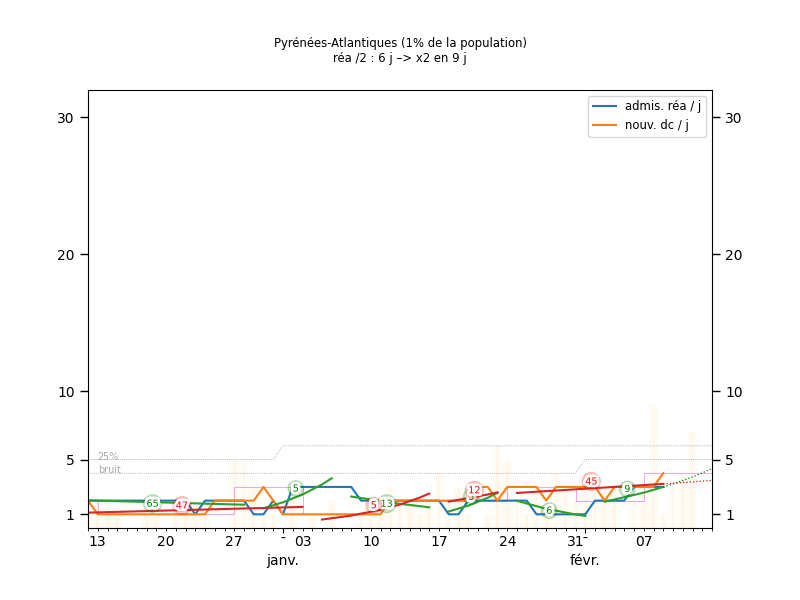 Pyrénées-Atlantiques (1% de la population)
réa /2 : 6 j –> x2 en 9 j
admis. réa / j
nouv. dc / j
30 30
20 20
10 10
5 5
1 1
25%
bruit
65 47 5 5 13 12 6 45 9
13 20 27 - 03 10 17 24 31 - 07
janv. févr.